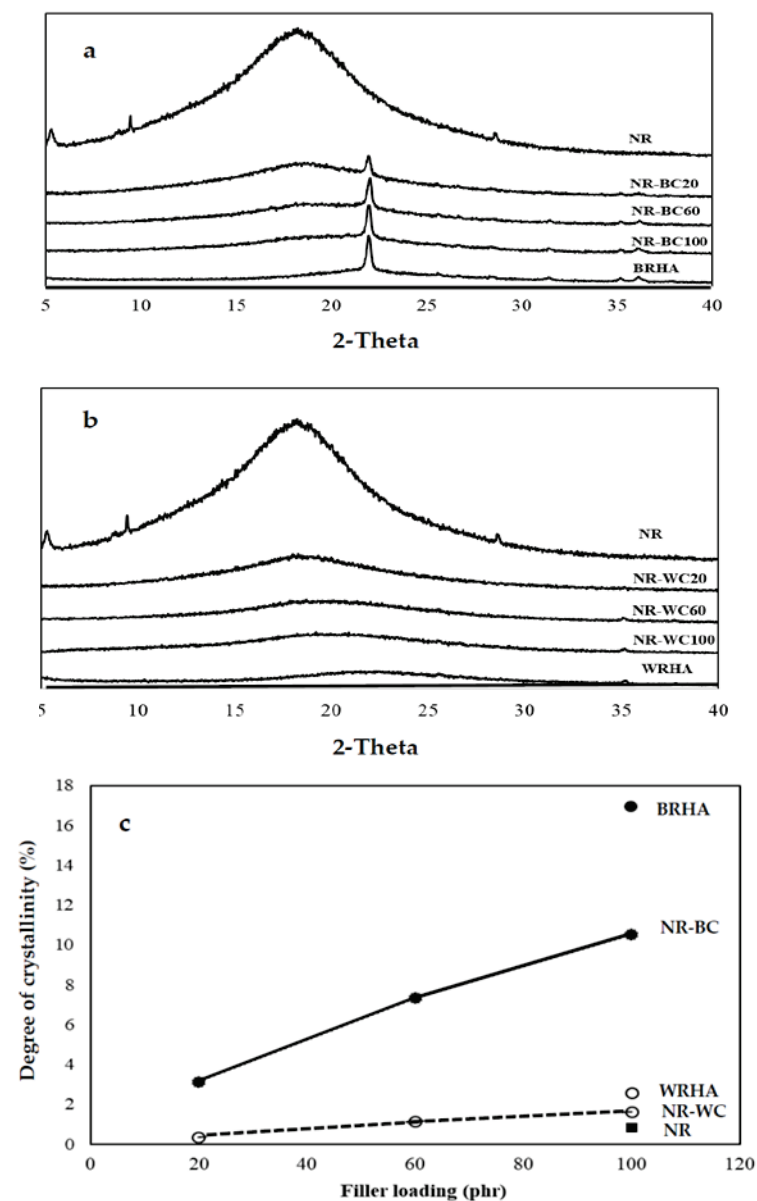 a
NR
NR-BC20
NR-BC60
NR-BC100
BRHA
5 10 15 20 25 30 35 40
2-Theta
b
NR
NR-WC20
NR-WC60
NR-WC100
WRHA
5 10 15 20 25 30 35 40
2-Theta
18
c
BRHA
16
14
12
NR-BC
10
8
6
4
WRHA
2
NR-WC
NR
0
Degree of crystallinity (%)
0 20 40 60 80 100 120
Filler loading (phr)